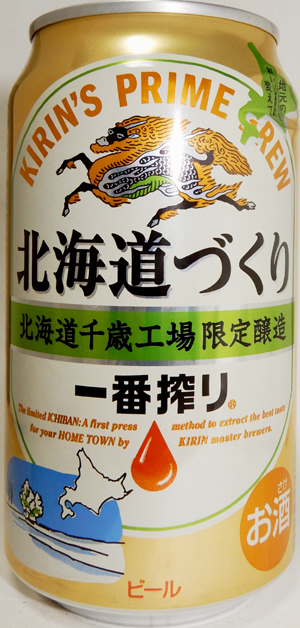 KIRIN'S PRIME BREW
北海道づくり
北海道千歳工場 限定醸造
一番搾り®
The limited ICHIBAN: A first press method to extract the best taste
for your HOME TOWN by KIRIN master brewers.
さけ
お酒
ビール